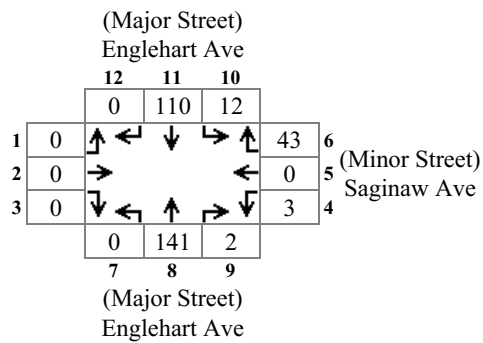 (Major Street)
Englehart Ave
12 11 10
0 110 12
1 0 43 6
2 0 0 5
3 0 3 4
(Minor Street)
Saginaw Ave
0 141 2
7 8 9
(Major Street)
Englehart Ave